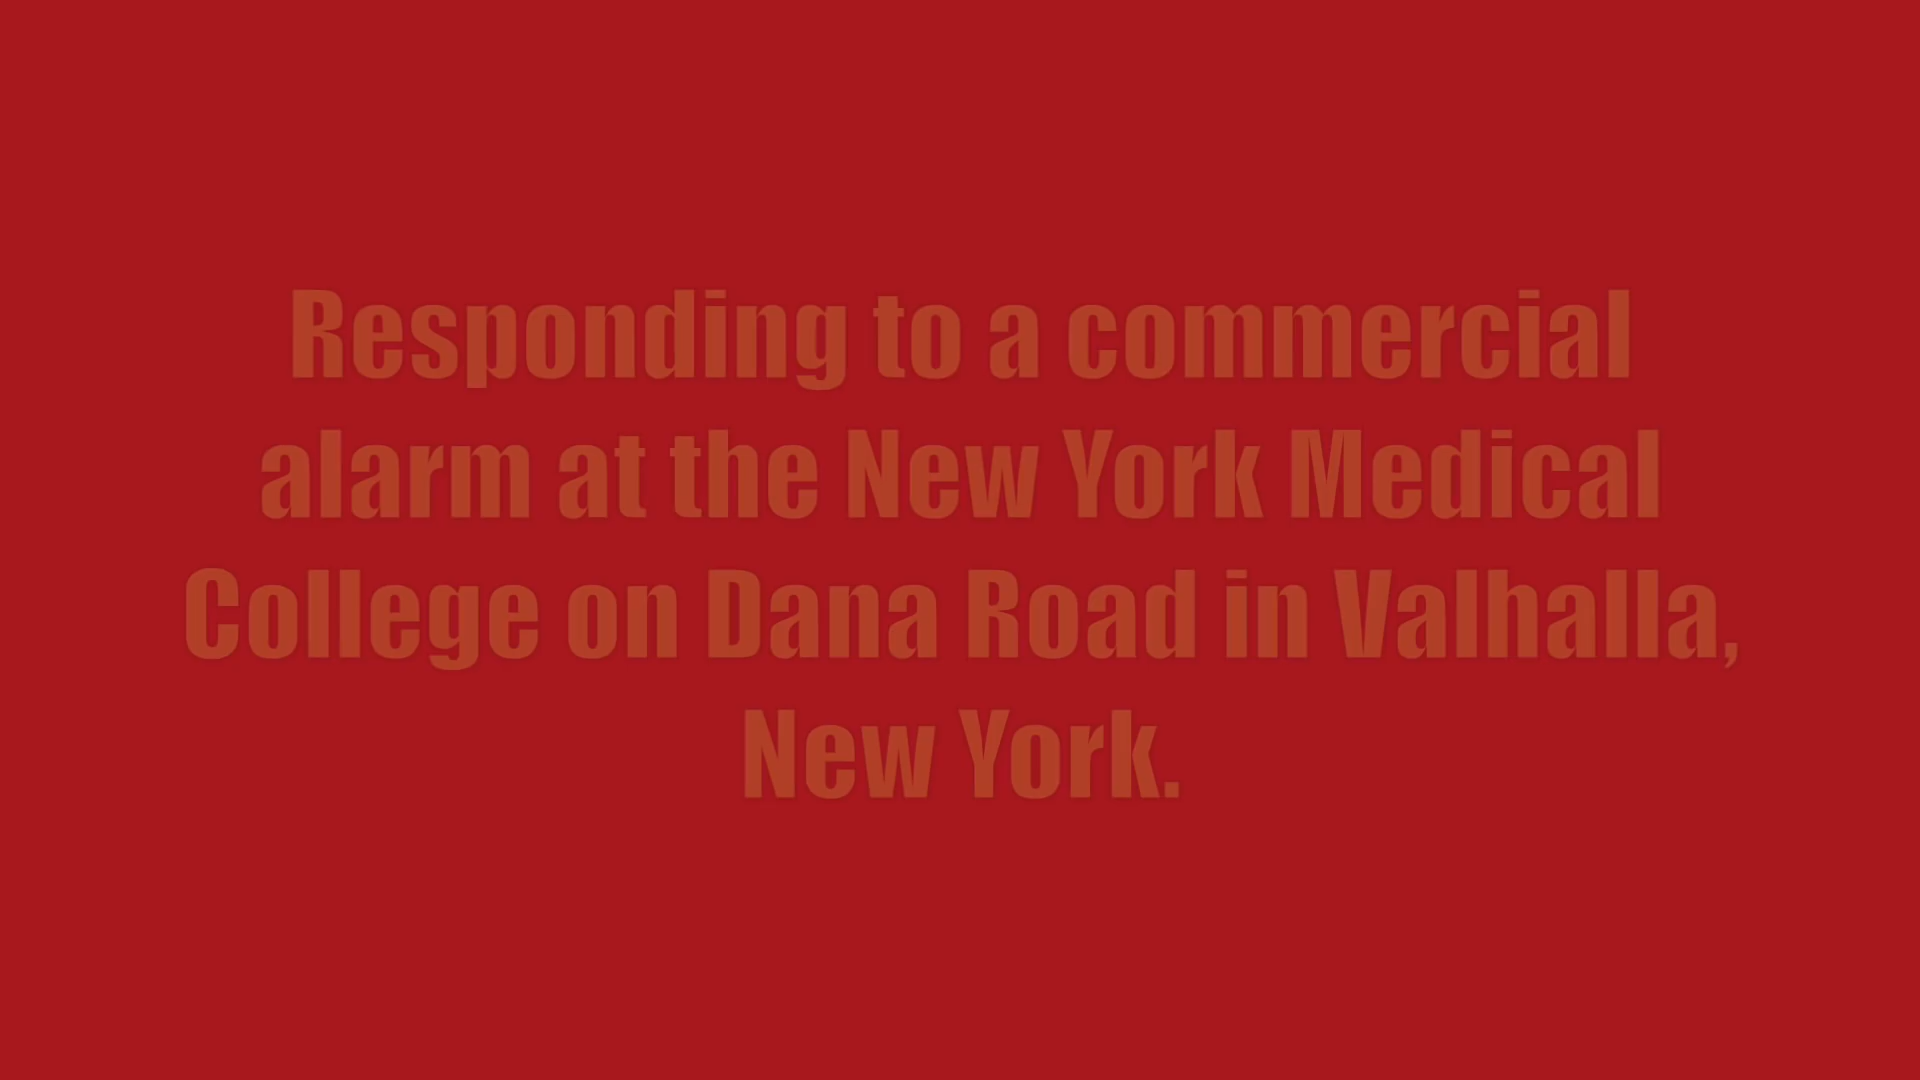 Responding to a commercial
alarm at the New York Medical
College on Dana Road in Valhalla,
New York.